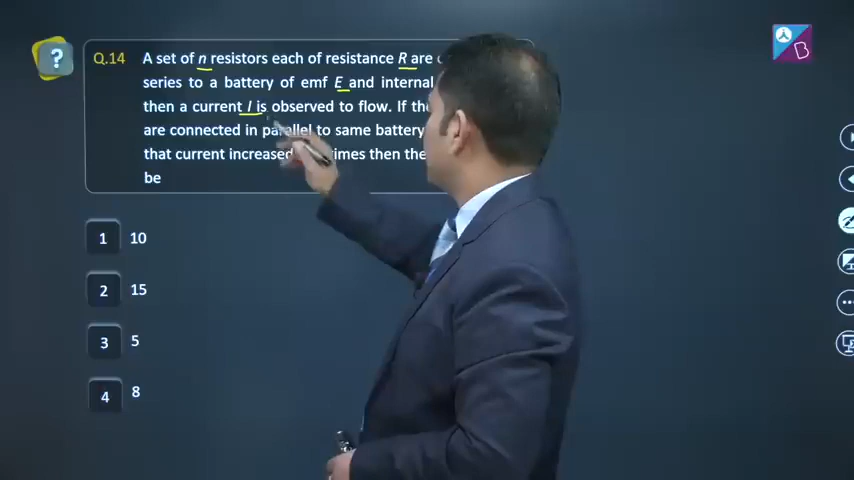 ?
Q.14 A set of n resistors each of resistance R are
series to a battery of emf E and internal
then a current I is observed to flow. If
are connected in parallel to same battery
that current increased times then
be
1 10
2 15
3 5
4 8
B